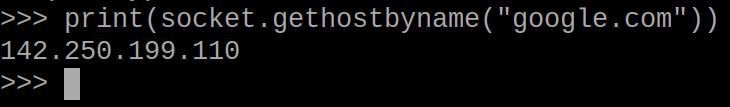 >>> print(socket.gethostbyname("google.com"))
142.250.199.110
>>>